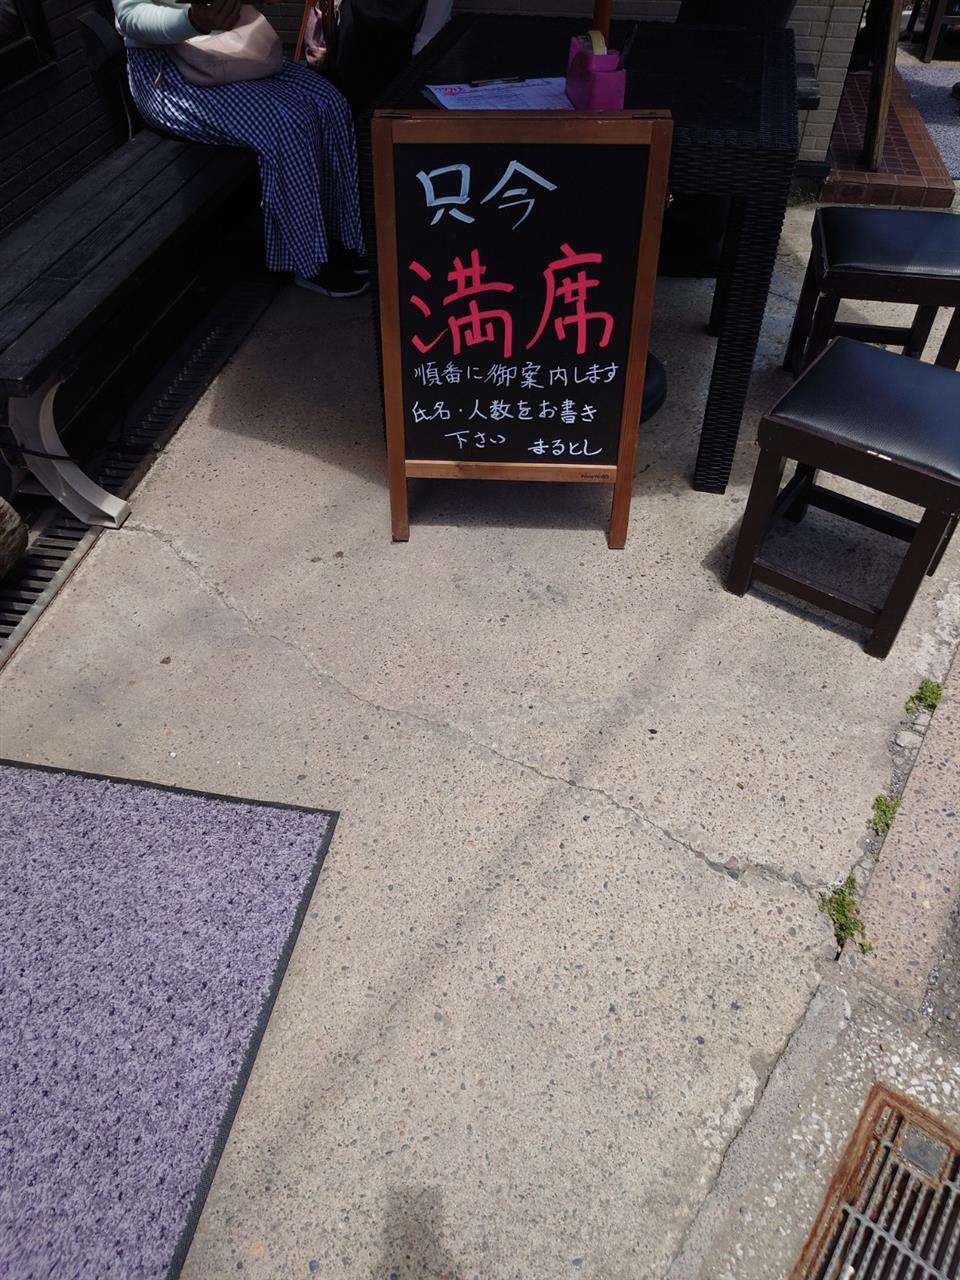 只今
満席
順番に御案内します
氏名・人数をお書き
下さい まるとし